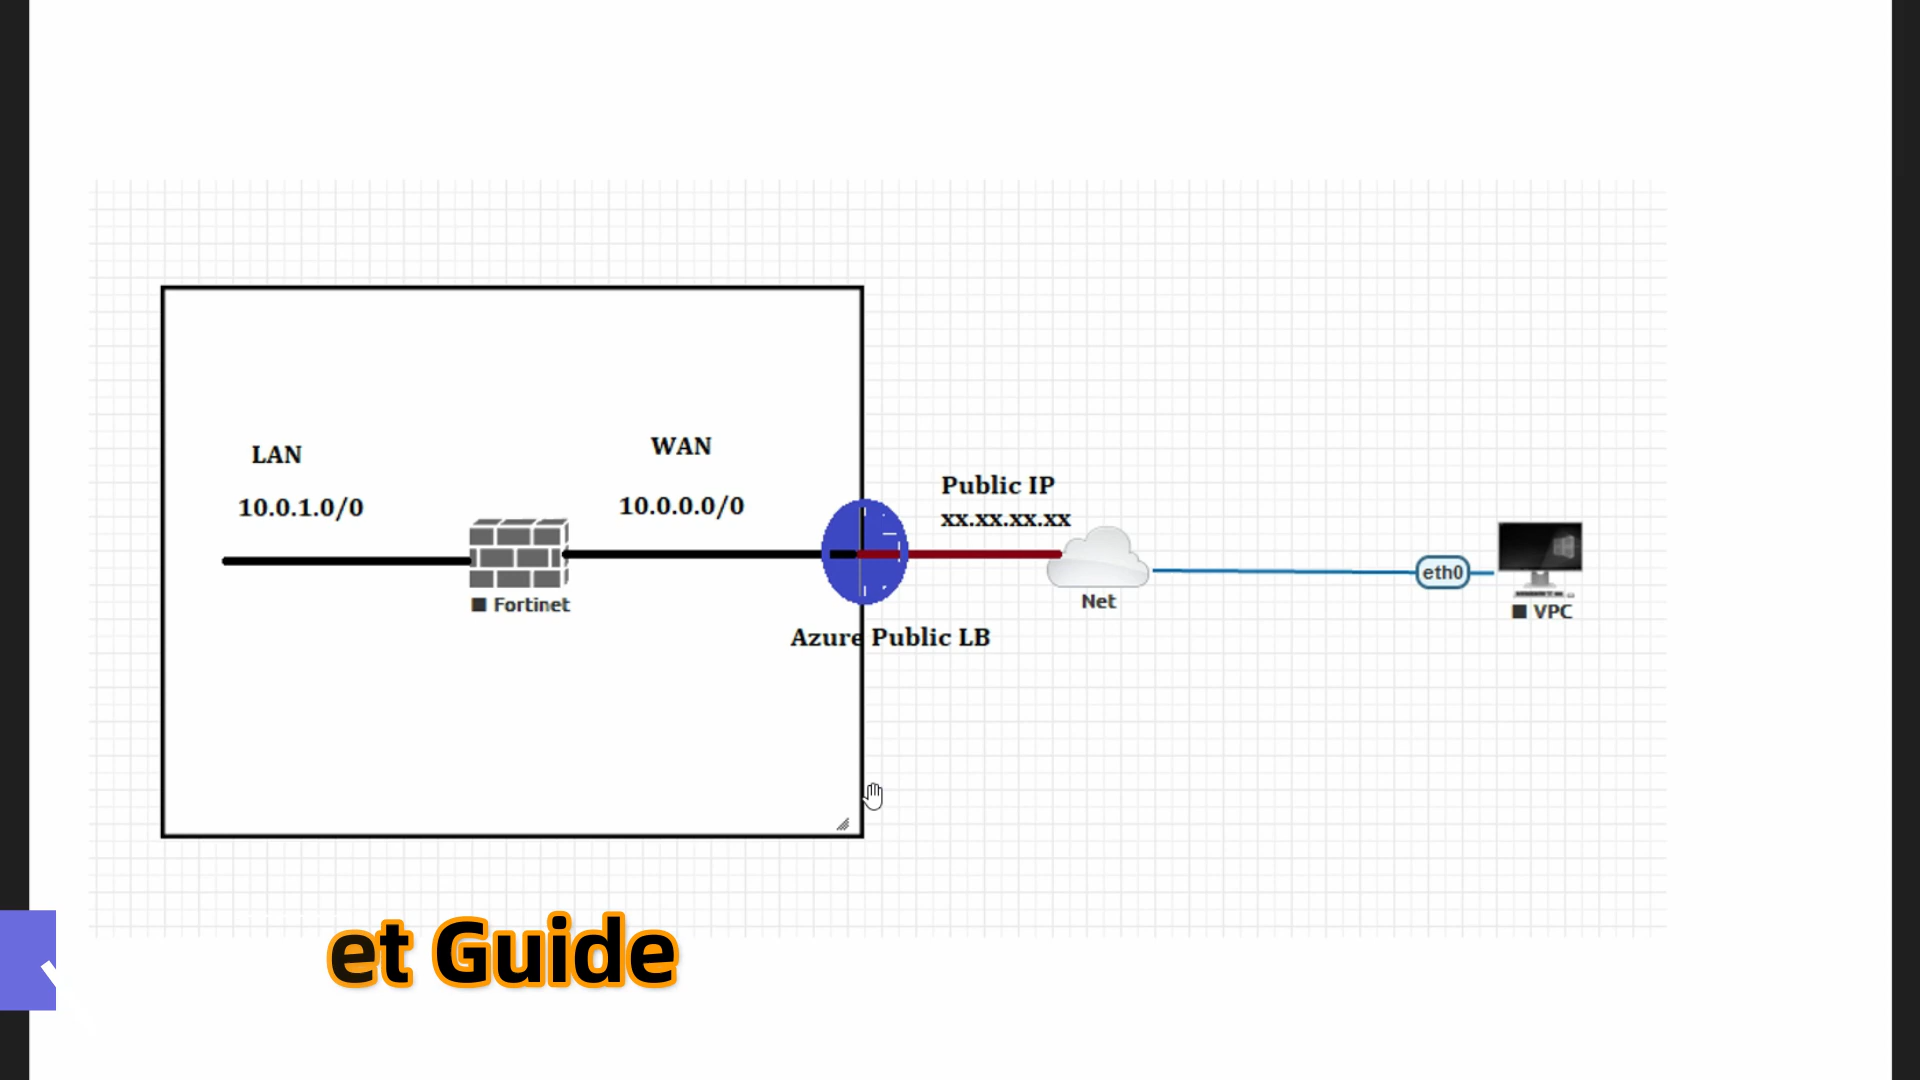 LAN
10.0.1.0/0
WAN
10.0.0.0/0
Public IP
xx.xx.xx.xx
Fortinet
Net
eth0
VPC
Azure Public LB
et Guide